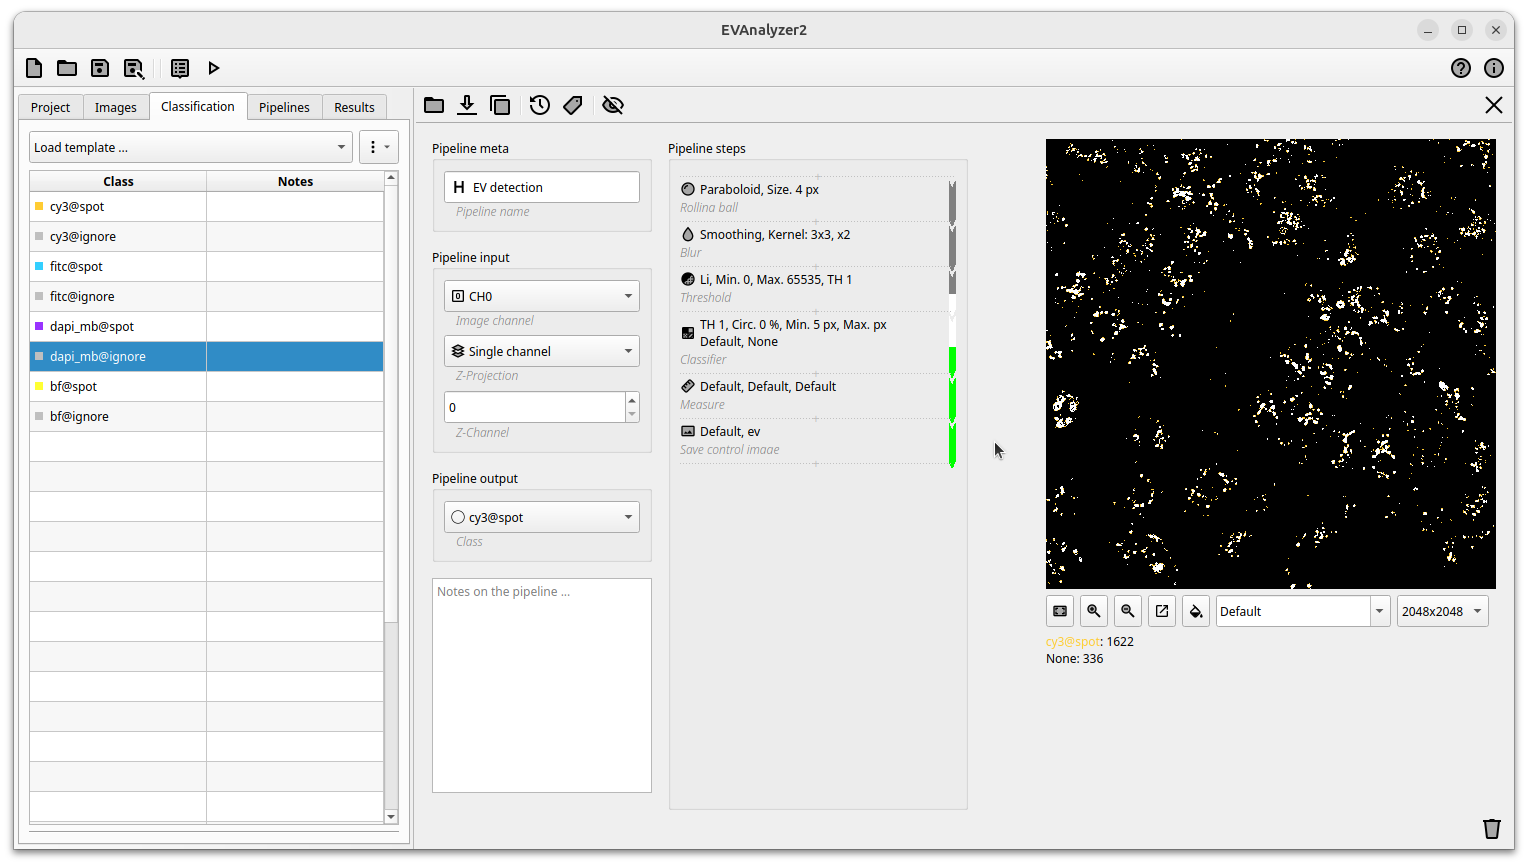 EVAnalyzer2
Project
Images
Classification
Pipelines
Results
Load template ...
Class
Notes
cy3@spot
cy3@ignore
fitc@spot
fitc@ignore
dapi_mb@spot
dapi_mb@ignore
bf@spot
bf@ignore
Pipeline meta
EV detection
Pipeline name
Pipeline input
CH0
Image channel
Single channel
Z-Projection
0
Z-Channel
Pipeline output
cy3@spot
Class
Notes on the pipeline ...
Pipeline steps
Paraboloid, Size. 4 px
Rolling ball
Smoothing, Kernel: 3x3, x2
Blur
Li, Min. 0, Max. 65535, TH 1
Threshold
TH 1, Circ. 0 %, Min. 5 px, Max. px
Default, None
Classifier
Default, Default, Default
Measure
Default, ev
Save control image
Default
2048x2048
cy3@spot: 1622
None: 336